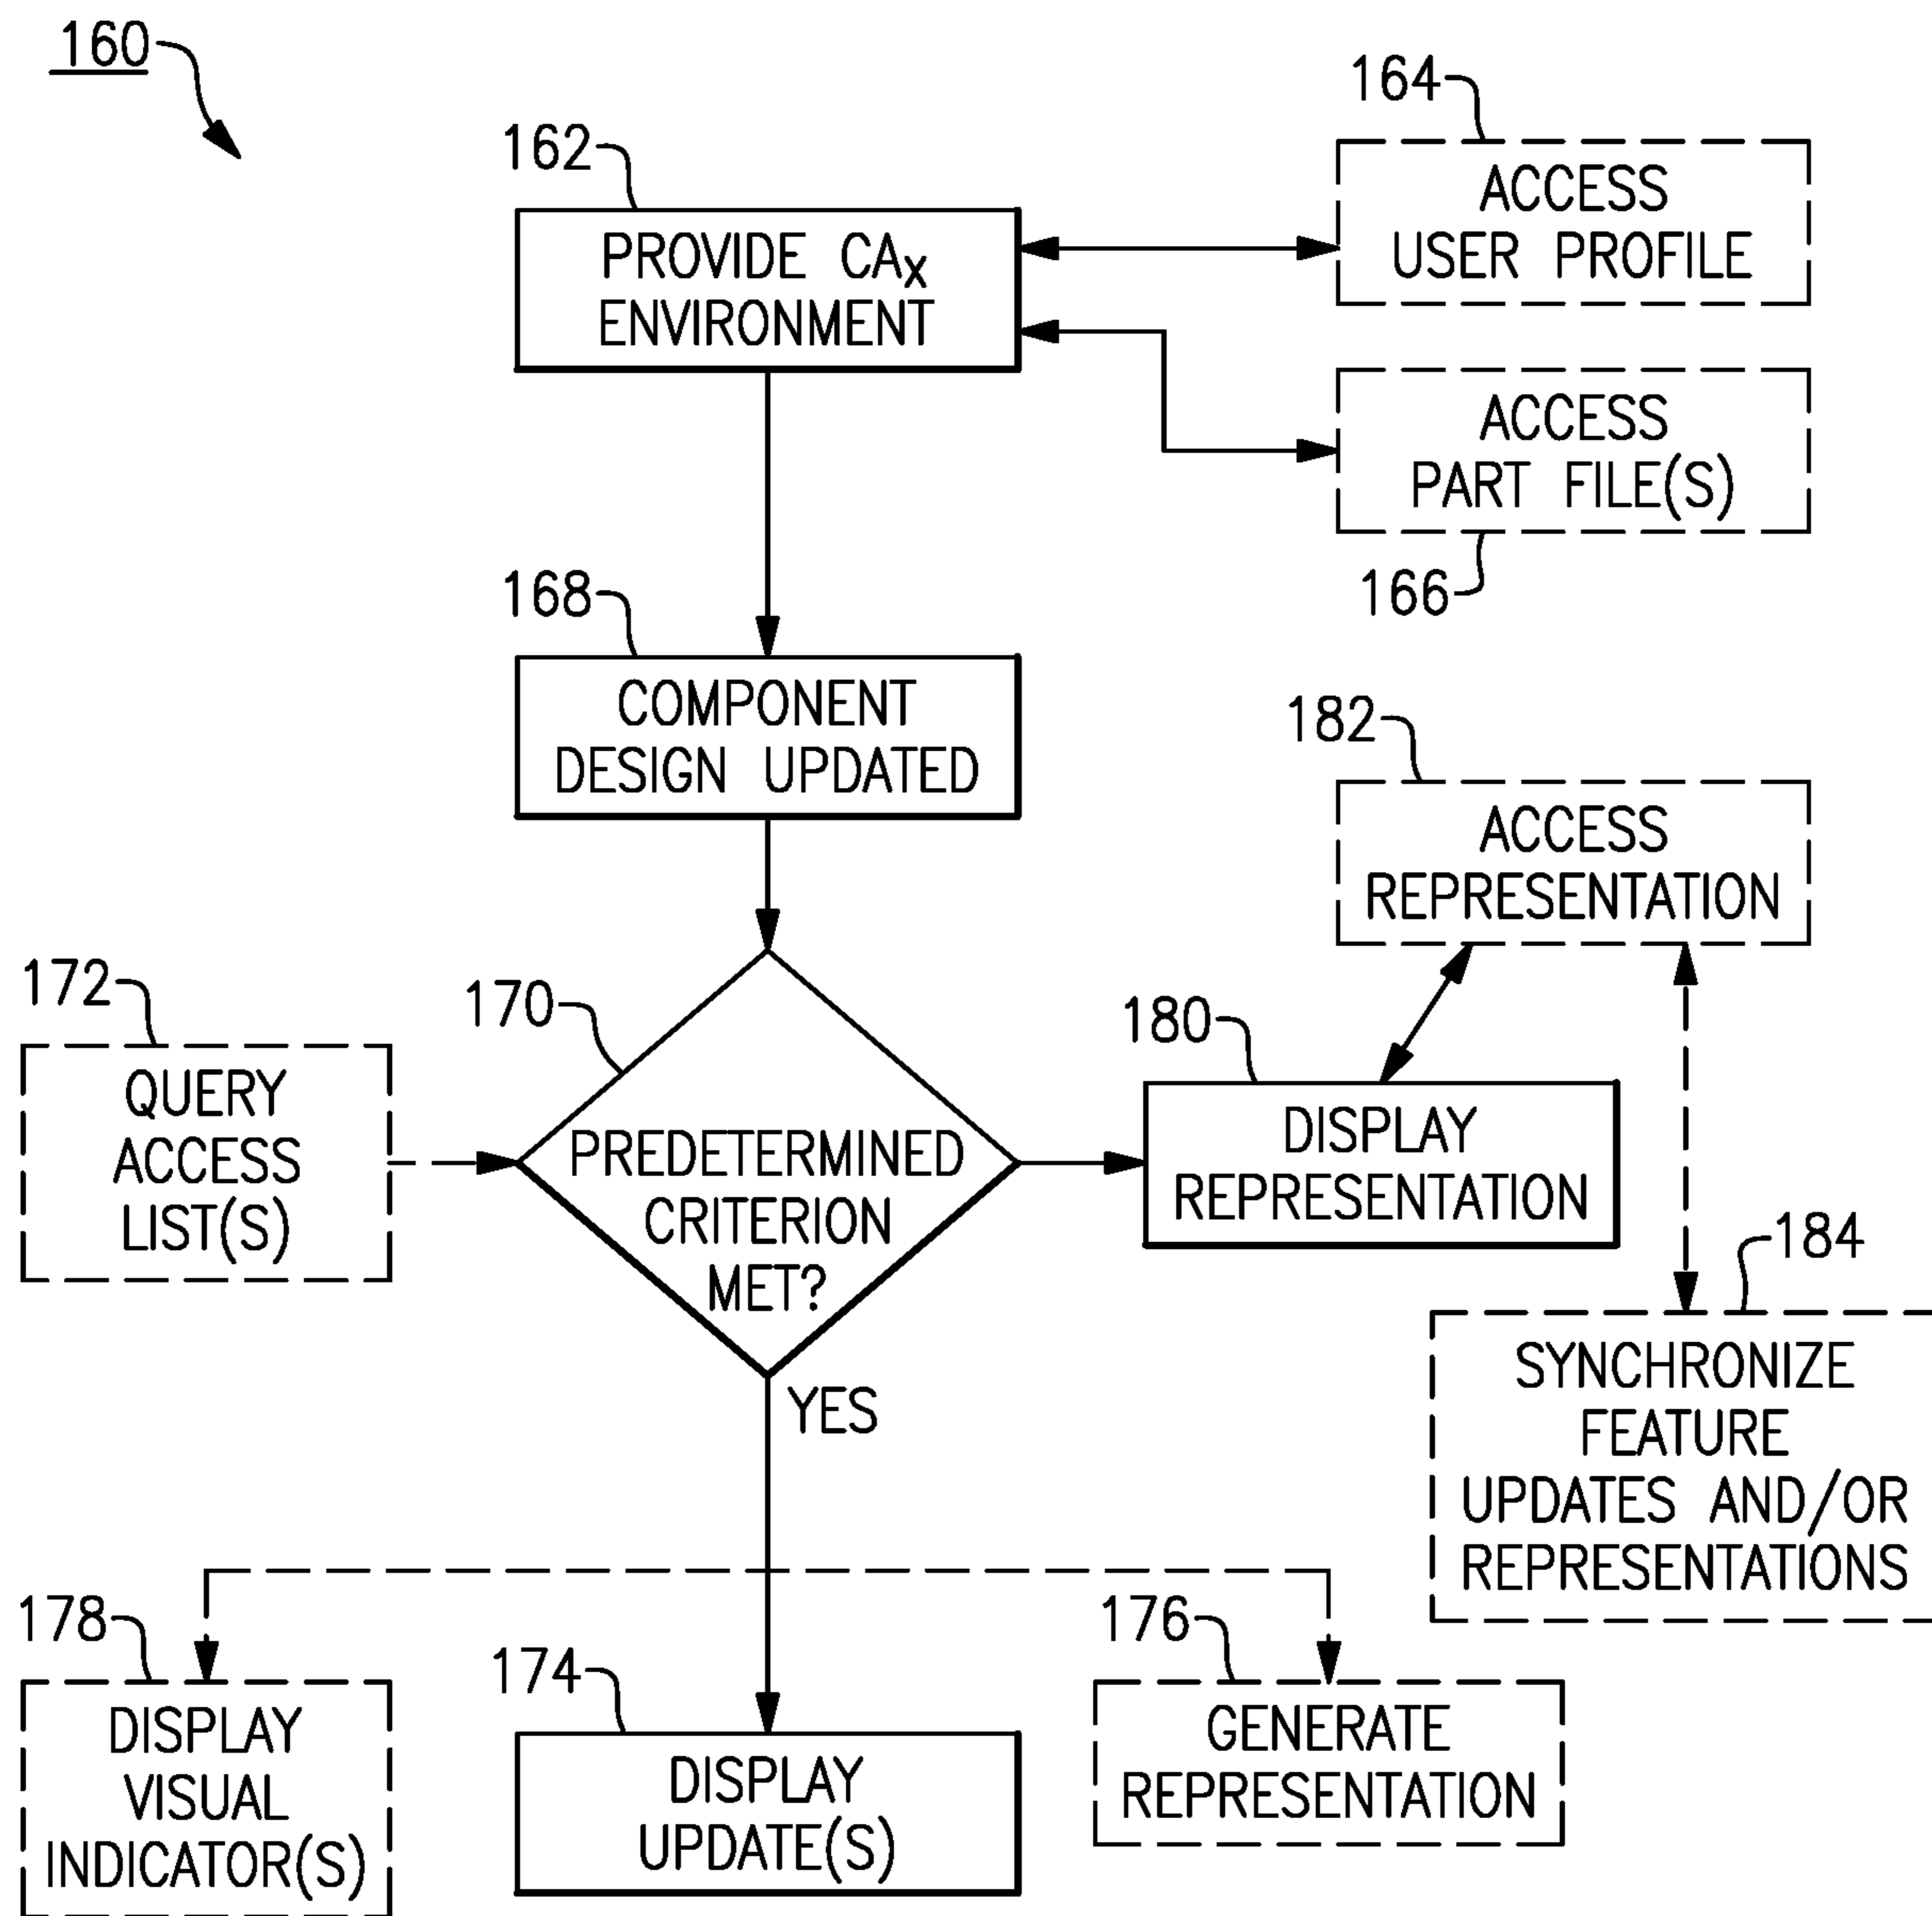 160
162
PROVIDE CAX
ENVIRONMENT
164
ACCESS
USER PROFILE
ACCESS
PART FILE(S)
166
168
COMPONENT
DESIGN UPDATED
182
ACCESS
REPRESENTATION
172
QUERY
ACCESS
LIST(S)
170
PREDETERMINED
CRITERION
MET?
YES
180
DISPLAY
REPRESENTATION
184
SYNCHRONIZE
FEATURE
UPDATES AND/OR
REPRESENTATIONS
178
DISPLAY
VISUAL
INDICATOR(S)
174
DISPLAY
UPDATE(S)
176
GENERATE
REPRESENTATION